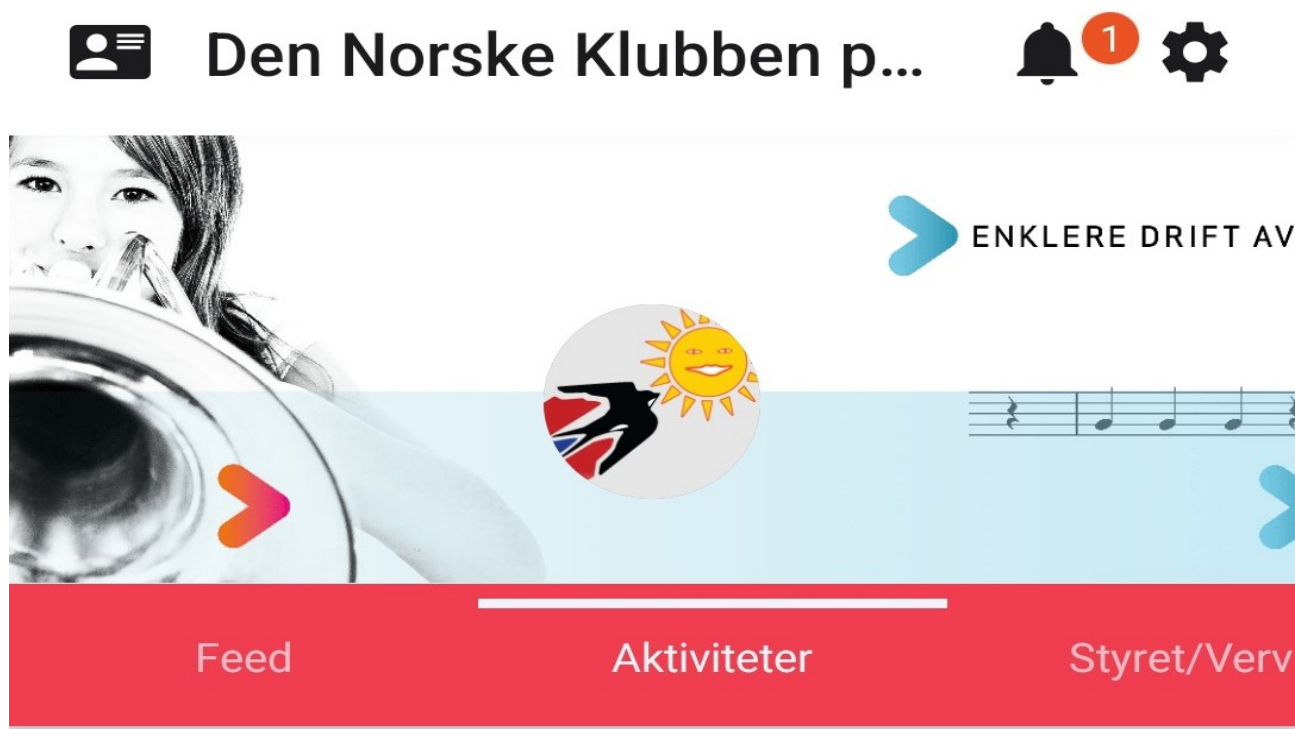 Den Norske Klubben p...
1
ENKLERE DRIFT AV
Feed Aktiviteter Styret/Verv